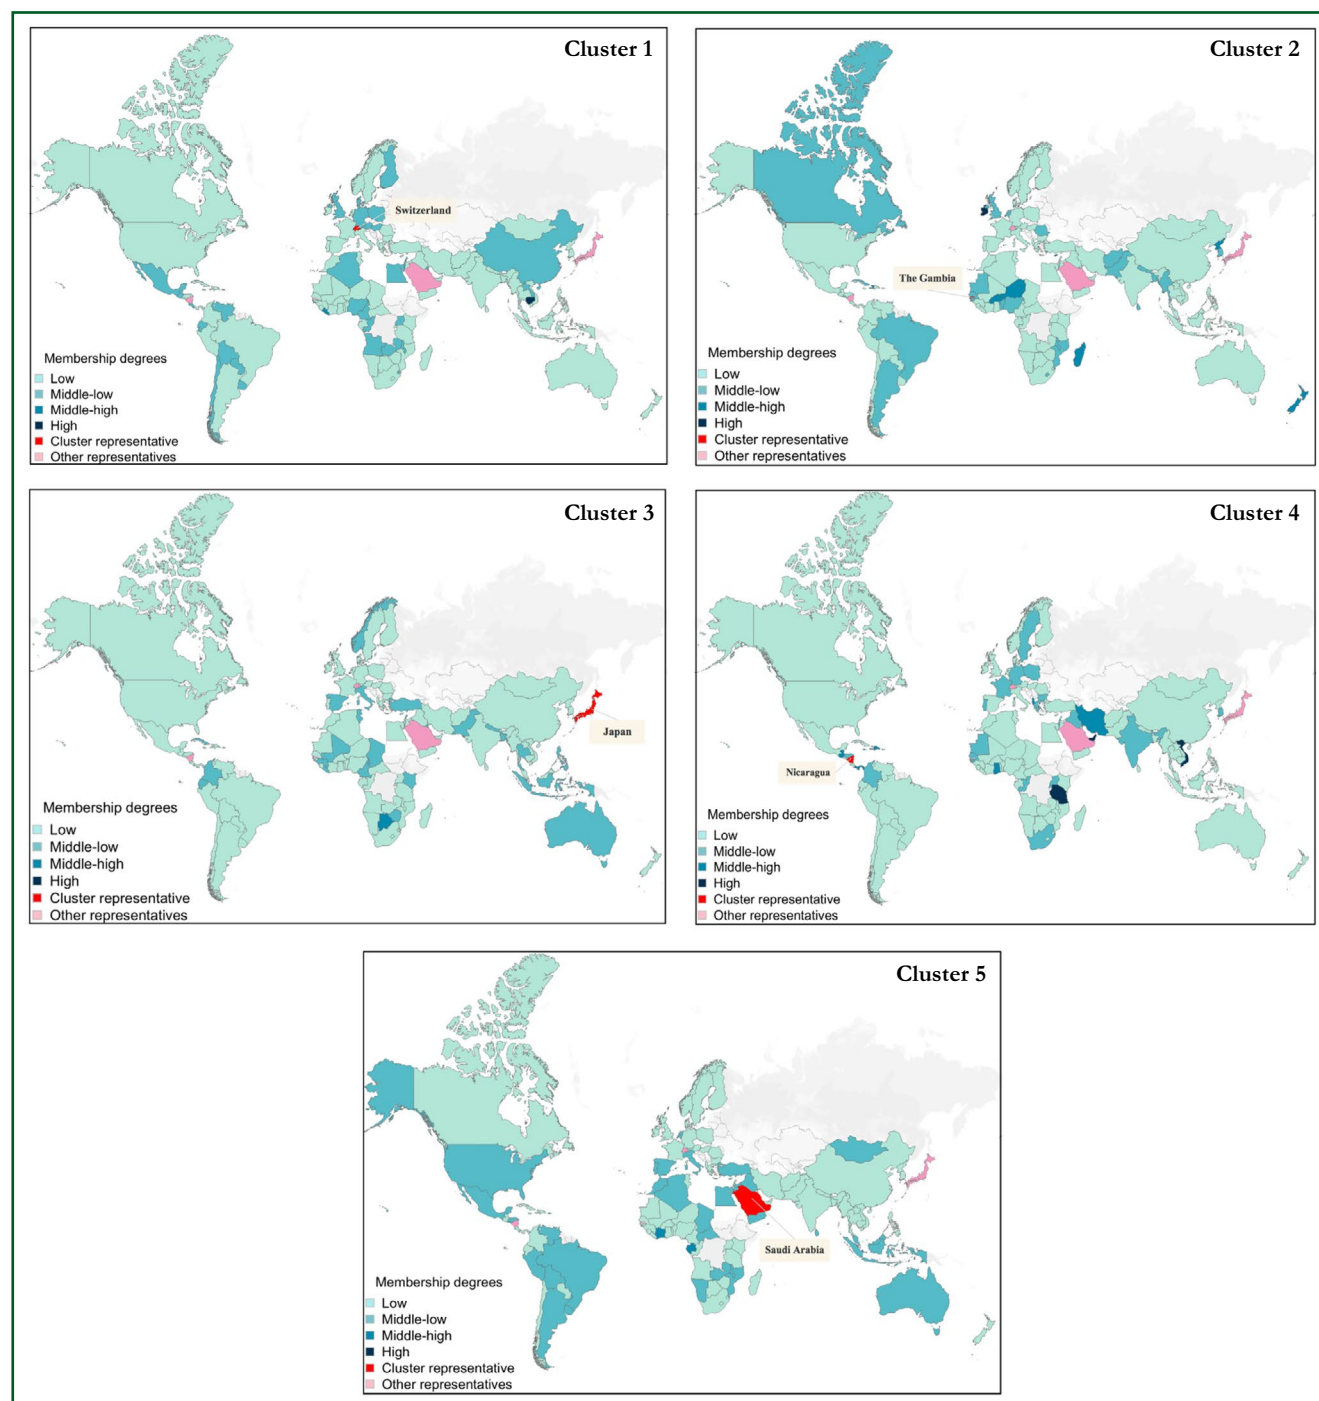 Cluster 1
Switzerland
Membership degrees
Low
Middle-low
Middle-high
High
Cluster representative
Other representatives
Cluster 2
The Gambia
Membership degrees
Low
Middle-low
Middle-high
High
Cluster representative
Other representatives
Cluster 3
Japan
Membership degrees
Low
Middle-low
Middle-high
High
Cluster representative
Other representatives
Cluster 4
Nicaragua
Membership degrees
Low
Middle-low
Middle-high
High
Cluster representative
Other representatives
Cluster 5
Saudi Arabia
Membership degrees
Low
Middle-low
Middle-high
High
Cluster representative
Other representatives